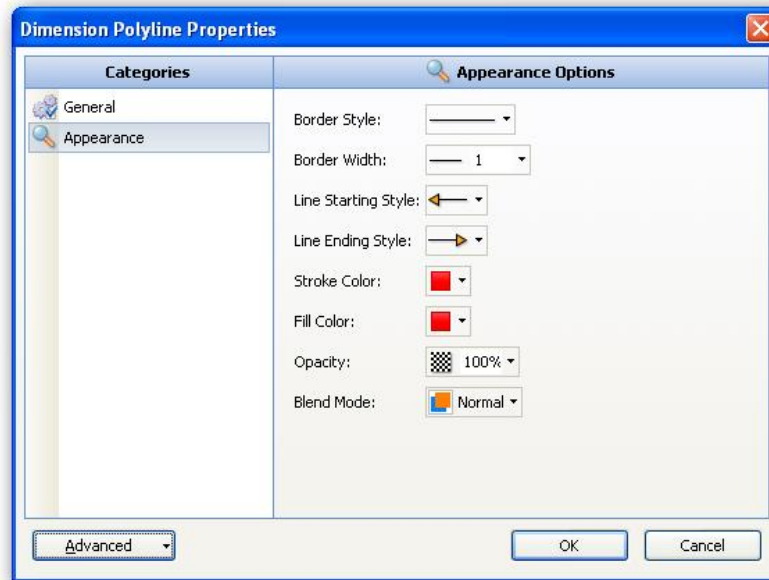 Dimension Polyline Properties
Categories
General
Appearance
Appearance Options
Border Style:
Border Width: 1
Line Starting Style:
Line Ending Style:
Stroke Color:
Fill Color:
Opacity: 100%
Blend Mode: Normal
Advanced
OK
Cancel